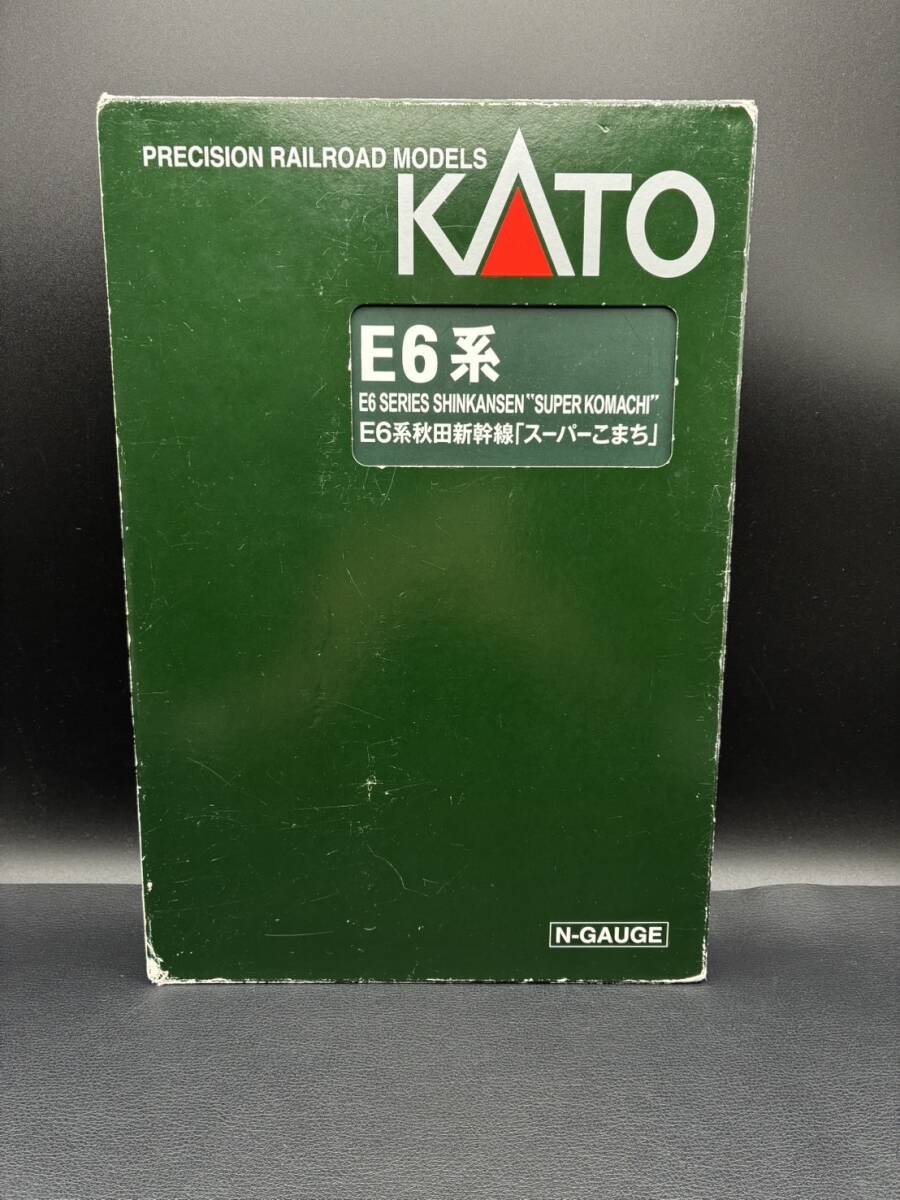 PRECISION RAILROAD MODELS
KATO
E6系
E6 SERIES SHINKANSEN "SUPER KOMACHI"
E6系秋田新幹線「スーパーこまち」
N-GAUGE